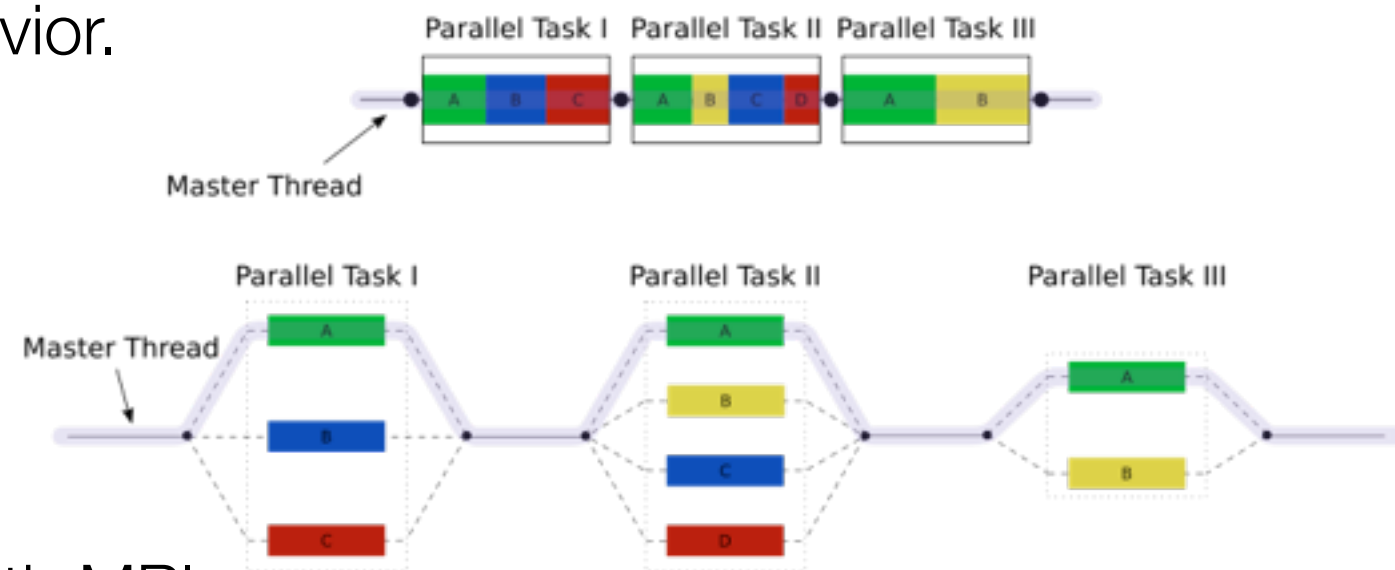 vior.
Parallel Task I Parallel Task II Parallel Task III
A B C A B C D A B
Master Thread
Parallel Task I Parallel Task II Parallel Task III
A A
Master Thread A
B
B
C
B
C D